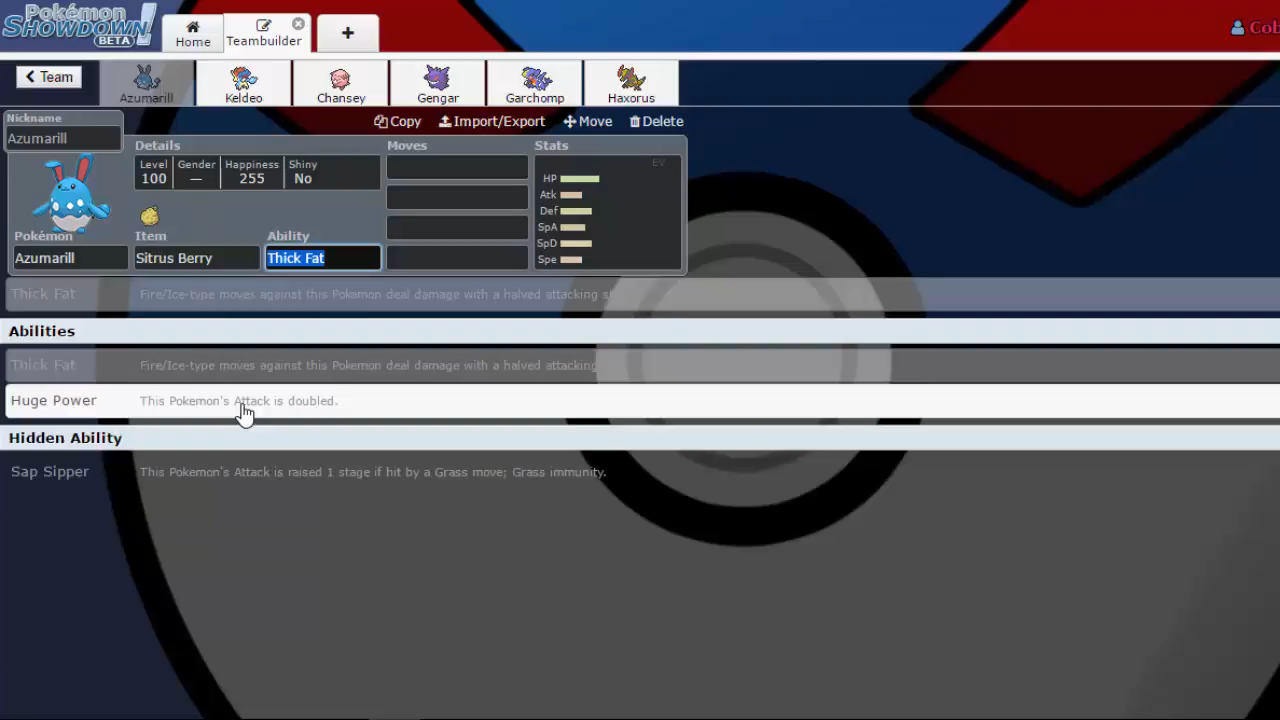 Pokémon
SHOWDOWN!
BETA
Home
Teambuilder
+
Cob
Team
Azumarill
Keldeo
Chansey
Gengar
Garchomp
Haxorus
Nickname
Azumarill
Copy
Import/Export
Move
Delete
Details
Moves
Stats
Level
Gender
Happiness
Shiny
100
—
255
No
EV
HP
Atk
Def
SpA
SpD
Spe
Pokémon
Item
Ability
Azumarill
Sitrus Berry
Thick Fat
Thick Fat Fire/Ice-type moves against this Pokemon deal damage with a halved attacking st
Abilities
Thick Fat Fire/Ice-type moves against this Pokemon deal damage with a halved attacking
Huge Power This Pokemon's Attack is doubled.
Hidden Ability
Sap Sipper This Pokemon's Attack is raised 1 stage if hit by a Grass move; Grass immunity.